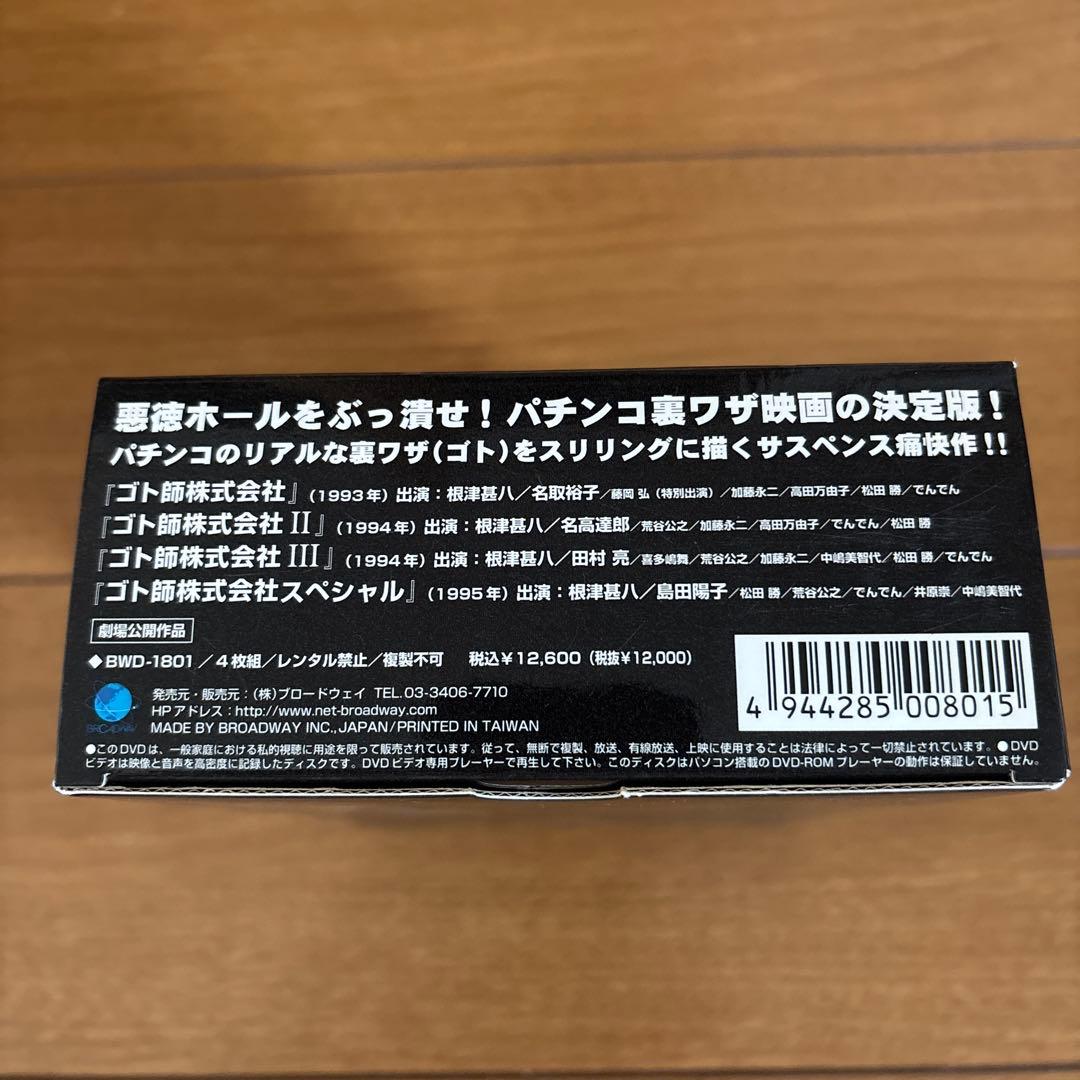 悪徳ホールをぶっ潰せ！パチンコ裏ワザ映画の決定版！
パチンコのリアルな裏ワザ（ゴト）をスリリングに描くサスペンス痛快作！！
『ゴト師株式会社』（1993年）出演：根津甚八／名取裕子／藤岡 弘（特別出演）／加藤永二／高田万由子／松田 勝／でんでん
『ゴト師株式会社 II』（1994年）出演：根津甚八／名高達郎／荒谷公之／加藤永二／高田万由子／でんでん／松田 勝
『ゴト師株式会社 III』（1994年）出演：根津甚八／田村 亮／喜多嶋舞／荒谷公之／加藤永二／中嶋美智代／松田 勝／でんでん
『ゴト師株式会社スペシャル』（1995年）出演：根津甚八／島田陽子／松田 勝／荒谷公之／でんでん／井原崇／中嶋美智代
劇場公開作品
◆BWD-1801／4枚組／レンタル禁止／複製不可 税込￥12,600（税抜￥12,000）
BROADWAY
発売元・販売元：（株）ブロードウェイ TEL.03-3406-7710
HPアドレス：http://www.net-broadway.com/
MADE BY BROADWAY INC.,JAPAN/PRINTED IN TAIWAN
4 944285 008015
●このDVDは、一般家庭における私的視聴に用途を限って販売されています。従って、無断で複製、放送、有線放送、上映に使用することは法律によって一切禁止されています。●DVD
ビデオは映像と音声を高密度に記録したディスクです。DVDビデオ専用プレーヤーで再生して下さい。このディスクはパソコン搭載のDVD-ROMプレーヤーの動作は保証していません。